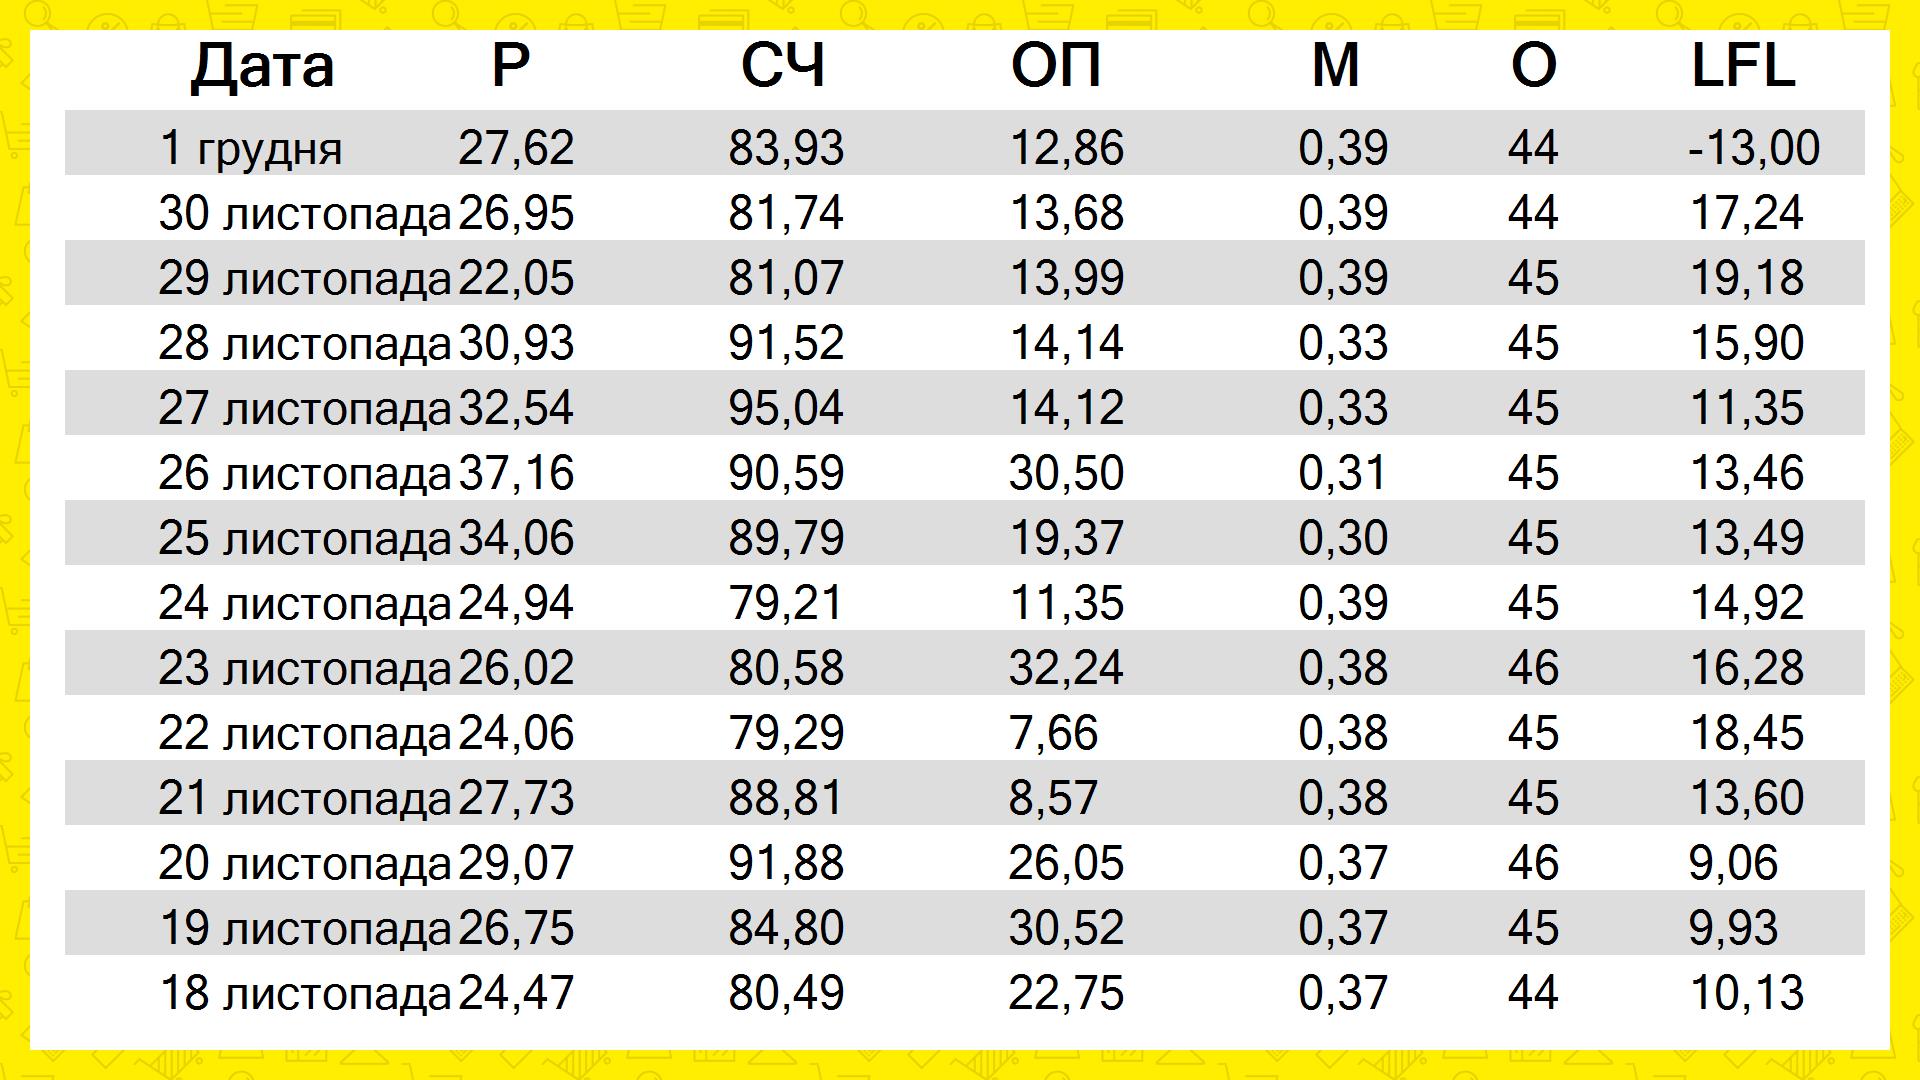 Дата Р СЧ ОП М О LFL
1 грудня 27,62 83,93 12,86 0,39 44 -13,00
30 листопада 26,95 81,74 13,68 0,39 44 17,24
29 листопада 22,05 81,07 13,99 0,39 45 19,18
28 листопада 30,93 91,52 14,14 0,33 45 15,90
27 листопада 32,54 95,04 14,12 0,33 45 11,35
26 листопада 37,16 90,59 30,50 0,31 45 13,46
25 листопада 34,06 89,79 19,37 0,30 45 13,49
24 листопада 24,94 79,21 11,35 0,39 45 14,92
23 листопада 26,02 80,58 32,24 0,38 46 16,28
22 листопада 24,06 79,29 7,66 0,38 45 18,45
21 листопада 27,73 88,81 8,57 0,38 45 13,60
20 листопада 29,07 91,88 26,05 0,37 46 9,06
19 листопада 26,75 84,80 30,52 0,37 45 9,93
18 листопада 24,47 80,49 22,75 0,37 44 10,13